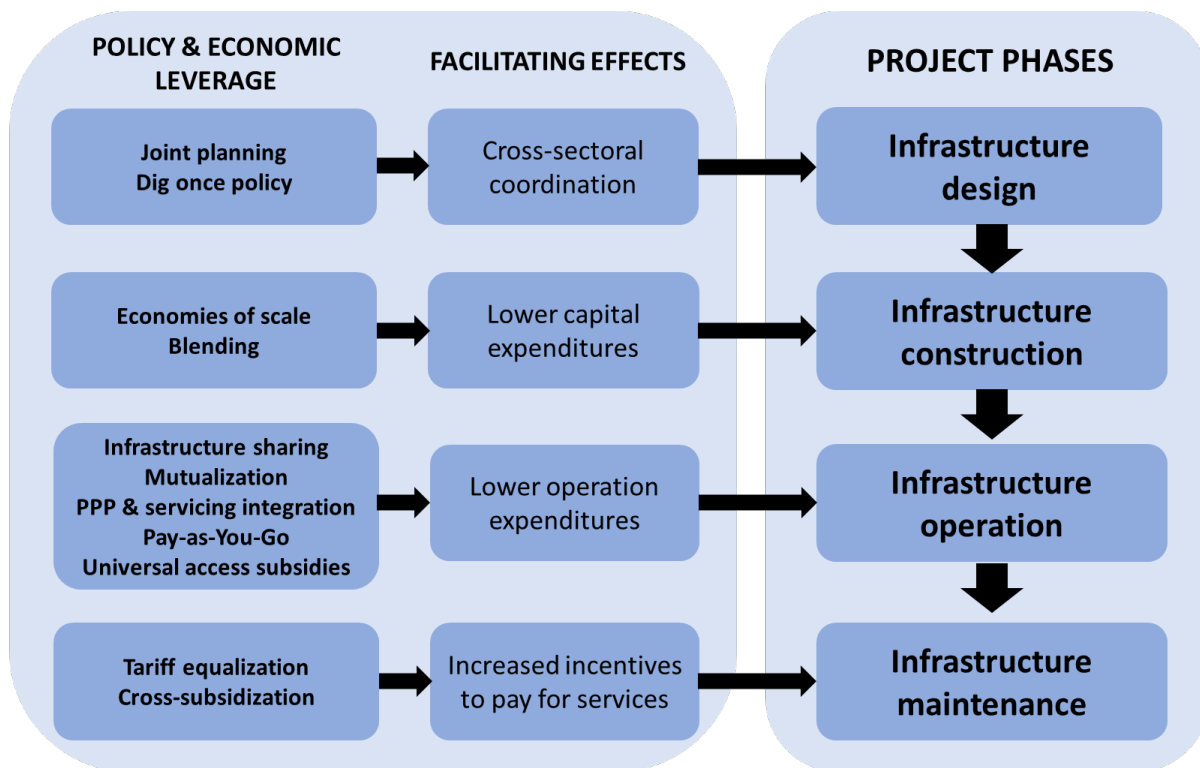 POLICY & ECONOMIC
LEVERAGE
FACILITATING EFFECTS
PROJECT PHASES
Joint planning
Dig once policy
Cross-sectoral
coordination
Infrastructure
design
Economies of scale
Blending
Lower capital
expenditures
Infrastructure
construction
Infrastructure sharing
Mutualization
PPP & servicing integration
Pay-as-You-Go
Universal access subsidies
Lower operation
expenditures
Infrastructure
operation
Tariff equalization
Cross-subsidization
Increased incentives
to pay for services
Infrastructure
maintenance